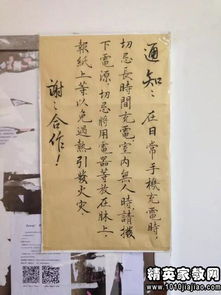 通知：在日常手機充電時，
切忌長時間充電室内無人時請拔
下電源，切忌將用電器等放在牀上，
報紙上等以免過熱引發火灾。
謝〻合作！
精英家教网
www.1010jiajiao.com